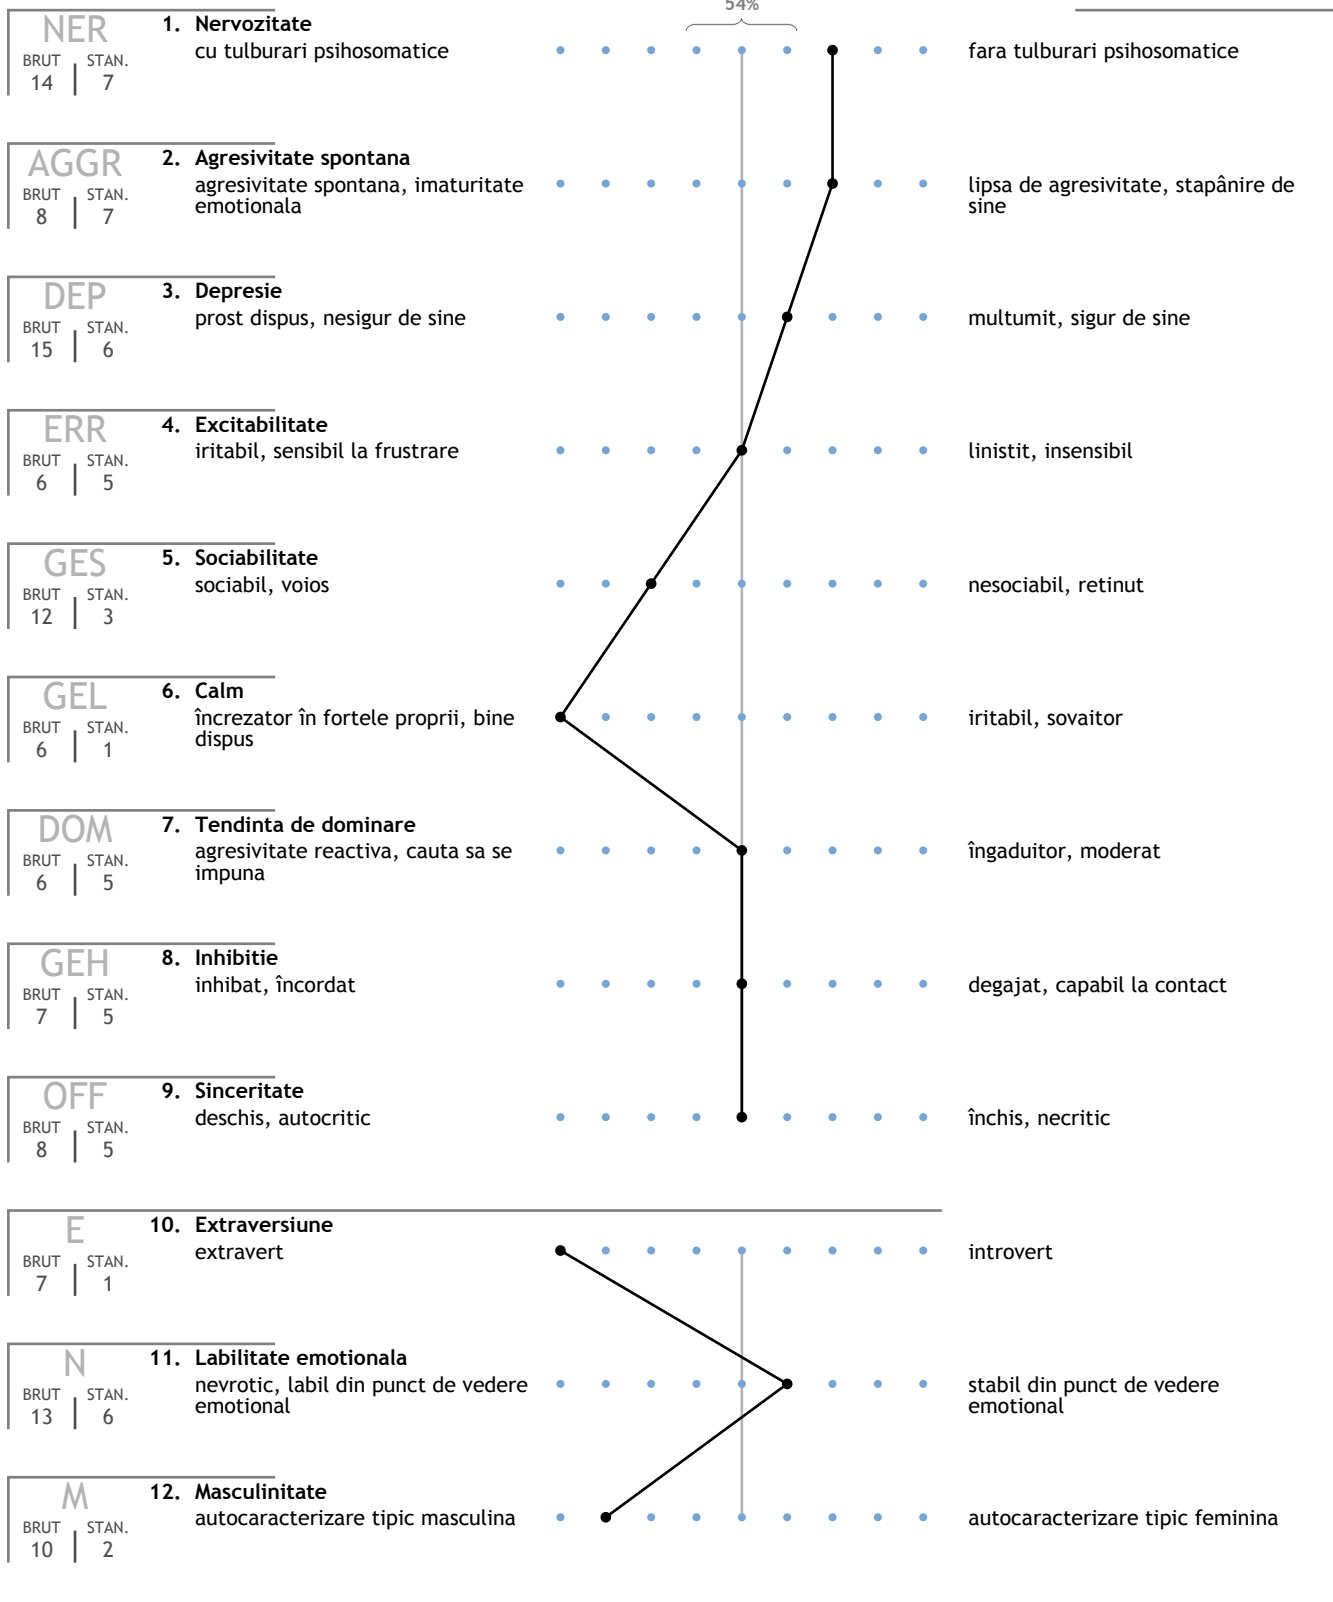 54%
NER
BRUT STAN.
14 7
1. Nervozitate
cu tulburari psihosomatice
fara tulburari psihosomatice
AGGR
BRUT STAN.
8 7
2. Agresivitate spontana
agresivitate spontana, imaturitate
emotionala
lipsa de agresivitate, stapânire de
sine
DEP
BRUT STAN.
15 6
3. Depresie
prost dispus, nesigur de sine
multumit, sigur de sine
ERR
BRUT STAN.
6 5
4. Excitabilitate
iritabil, sensibil la frustrare
linistit, insensibil
GES
BRUT STAN.
12 3
5. Sociabilitate
sociabil, voios
nesociabil, retinut
GEL
BRUT STAN.
6 1
6. Calm
încrezator în fortele proprii, bine
dispus
iritabil, sovaitor
DOM
BRUT STAN.
6 5
7. Tendinta de dominare
agresivitate reactiva, cauta sa se
impuna
îngaduitor, moderat
GEH
BRUT STAN.
7 5
8. Inhibitie
inhibat, încordat
degajat, capabil la contact
OFF
BRUT STAN.
8 5
9. Sinceritate
deschis, autocritic
închis, necritic
E
BRUT STAN.
7 1
10. Extraversiune
extravert
introvert
N
BRUT STAN.
13 6
11. Labilitate emotionala
nevrotic, labil din punct de vedere
emotional
stabil din punct de vedere
emotional
M
BRUT STAN.
10 2
12. Masculinitate
autocaracterizare tipic masculina
autocaracterizare tipic feminina